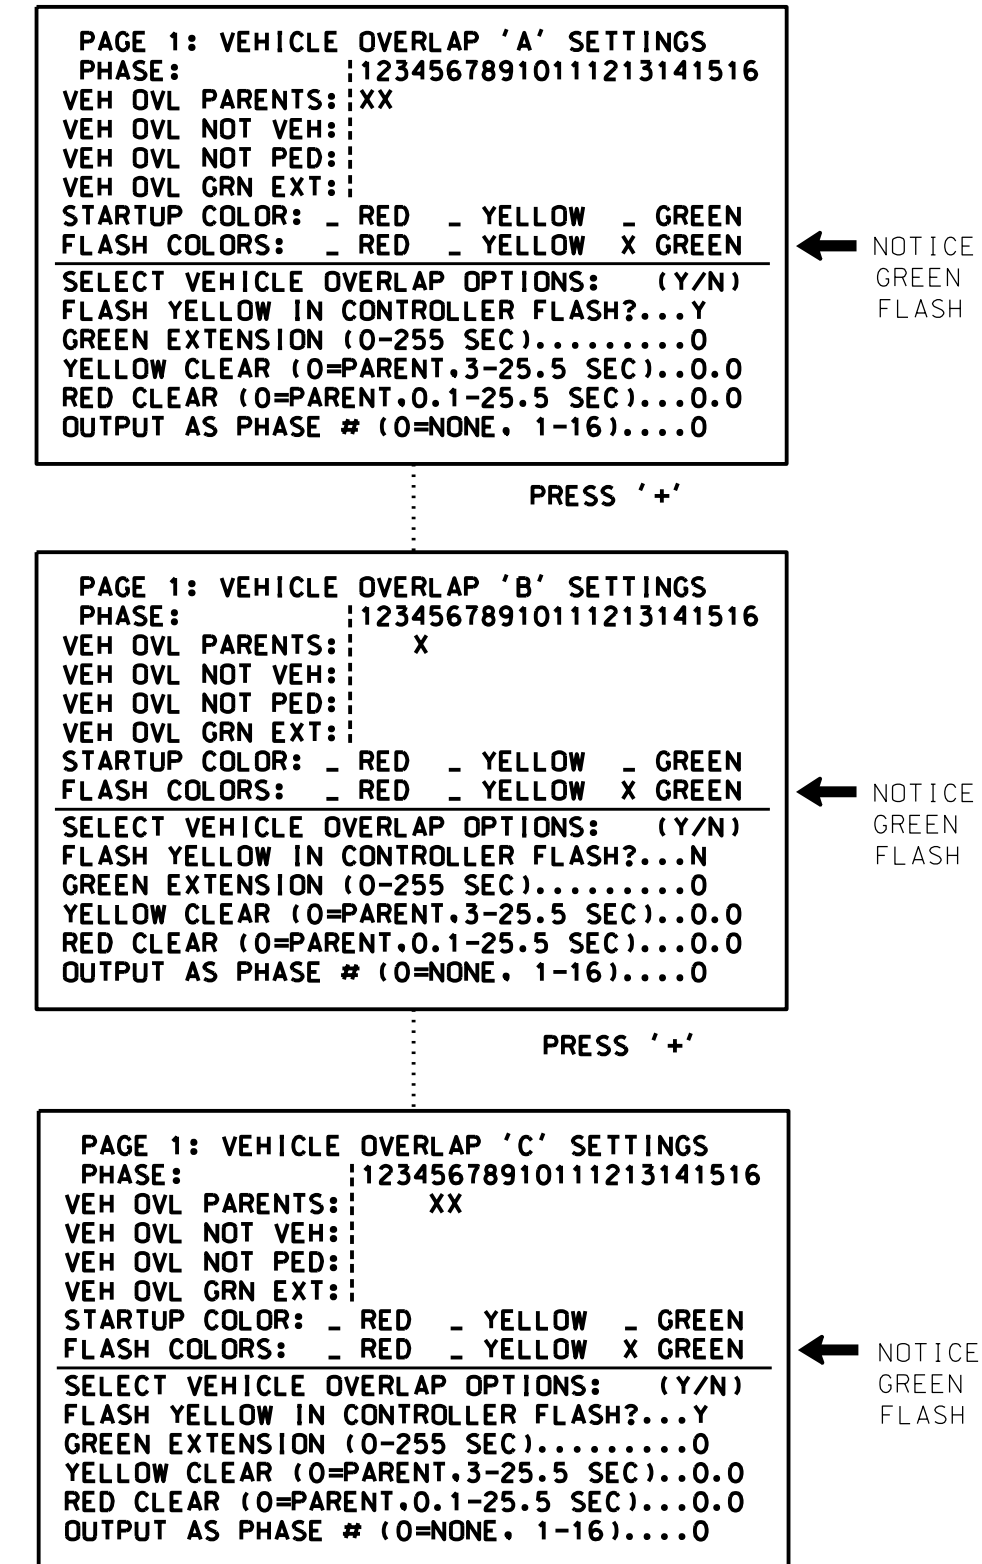 PAGE 1: VEHICLE OVERLAP 'A' SETTINGS
PHASE: ¦12345678910111213141516
VEH OVL PARENTS:¦XX
VEH OVL NOT VEH:¦
VEH OVL NOT PED:¦
VEH OVL GRN EXT:¦
STARTUP COLOR: _ RED _ YELLOW _ GREEN
FLASH COLORS: _ RED _ YELLOW X GREEN
NOTICE
GREEN
FLASH
SELECT VEHICLE OVERLAP OPTIONS: (Y/N)
FLASH YELLOW IN CONTROLLER FLASH?...Y
GREEN EXTENSION (0-255 SEC).........0
YELLOW CLEAR (0=PARENT,3-25.5 SEC)..0.0
RED CLEAR (0=PARENT,0.1-25.5 SEC)...0.0
OUTPUT AS PHASE # (0=NONE, 1-16)....0
PRESS '+'
PAGE 1: VEHICLE OVERLAP 'B' SETTINGS
PHASE: ¦12345678910111213141516
VEH OVL PARENTS:¦ X
VEH OVL NOT VEH:¦
VEH OVL NOT PED:¦
VEH OVL GRN EXT:¦
STARTUP COLOR: _ RED _ YELLOW _ GREEN
FLASH COLORS: _ RED _ YELLOW X GREEN
NOTICE
GREEN
FLASH
SELECT VEHICLE OVERLAP OPTIONS: (Y/N)
FLASH YELLOW IN CONTROLLER FLASH?...N
GREEN EXTENSION (0-255 SEC).........0
YELLOW CLEAR (0=PARENT,3-25.5 SEC)..0.0
RED CLEAR (0=PARENT,0.1-25.5 SEC)...0.0
OUTPUT AS PHASE # (0=NONE, 1-16)....0
PRESS '+'
PAGE 1: VEHICLE OVERLAP 'C' SETTINGS
PHASE: ¦12345678910111213141516
VEH OVL PARENTS:¦ XX
VEH OVL NOT VEH:¦
VEH OVL NOT PED:¦
VEH OVL GRN EXT:¦
STARTUP COLOR: _ RED _ YELLOW _ GREEN
FLASH COLORS: _ RED _ YELLOW X GREEN
NOTICE
GREEN
FLASH
SELECT VEHICLE OVERLAP OPTIONS: (Y/N)
FLASH YELLOW IN CONTROLLER FLASH?...Y
GREEN EXTENSION (0-255 SEC).........0
YELLOW CLEAR (0=PARENT,3-25.5 SEC)..0.0
RED CLEAR (0=PARENT,0.1-25.5 SEC)...0.0
OUTPUT AS PHASE # (0=NONE, 1-16)....0